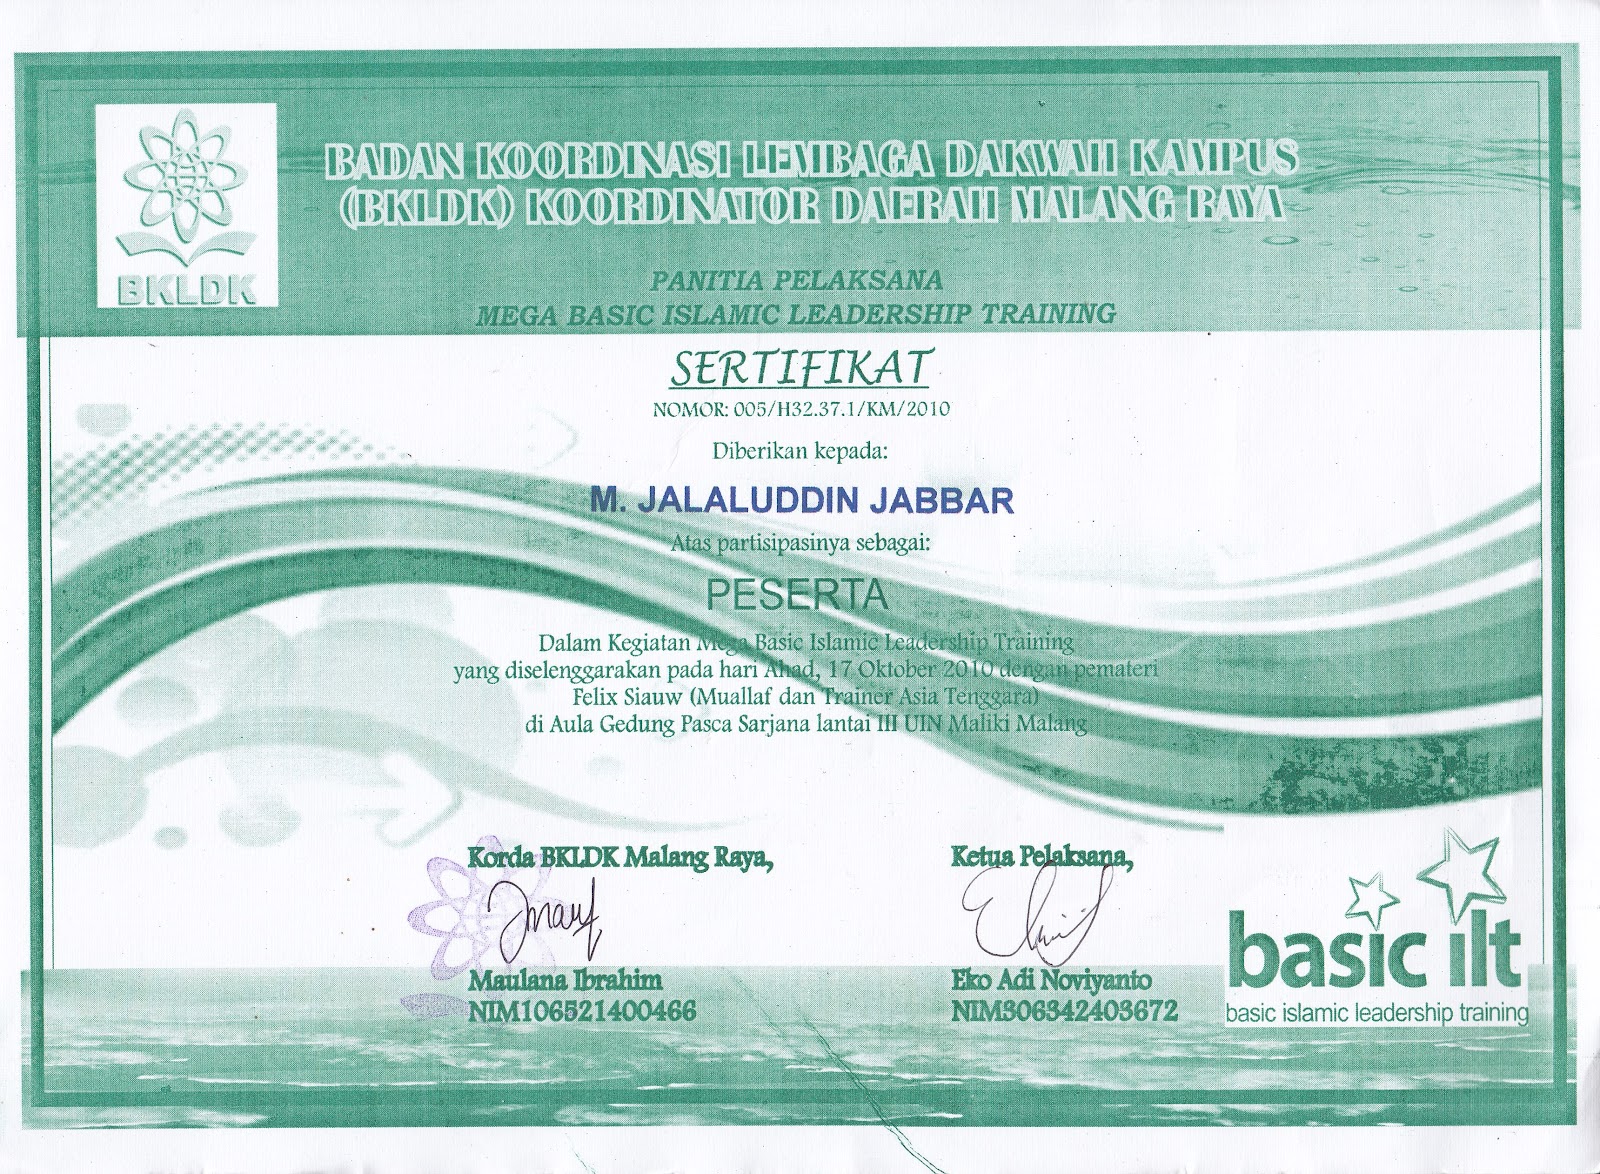 BADAN KOORDINASI LEMBAGA DAKWAH KAMPUS
(BKLDK) KOORDINATOR DAERAH MALANG RAYA
BKLDK
PANITIA PELAKSANA
MEGA BASIC ISLAMIC LEADERSHIP TRAINING
SERTIFIKAT
NOMOR: 005/H32.37.1/KM/2010
Diberikan kepada:
M. JALALUDDIN JABBAR
Atas partisipasinya sebagai:
PESERTA
Dalam Kegiatan Mega Basic Islamic Leadership Training
yang diselenggarakan pada hari Ahad, 17 Oktober 2010 dengan pemateri
Felix Siauw (Muallaf dan Trainer Asia Tenggara)
di Aula Gedung Pasca Sarjana lantai III UIN Maliki Malang
Korda BKLDK Malang Raya,
Maulana Ibrahim
NIM106521400466
Ketua Pelaksana,
Eko Adi Noviyanto
NIM306342403672
basic ilt
basic islamic leadership training